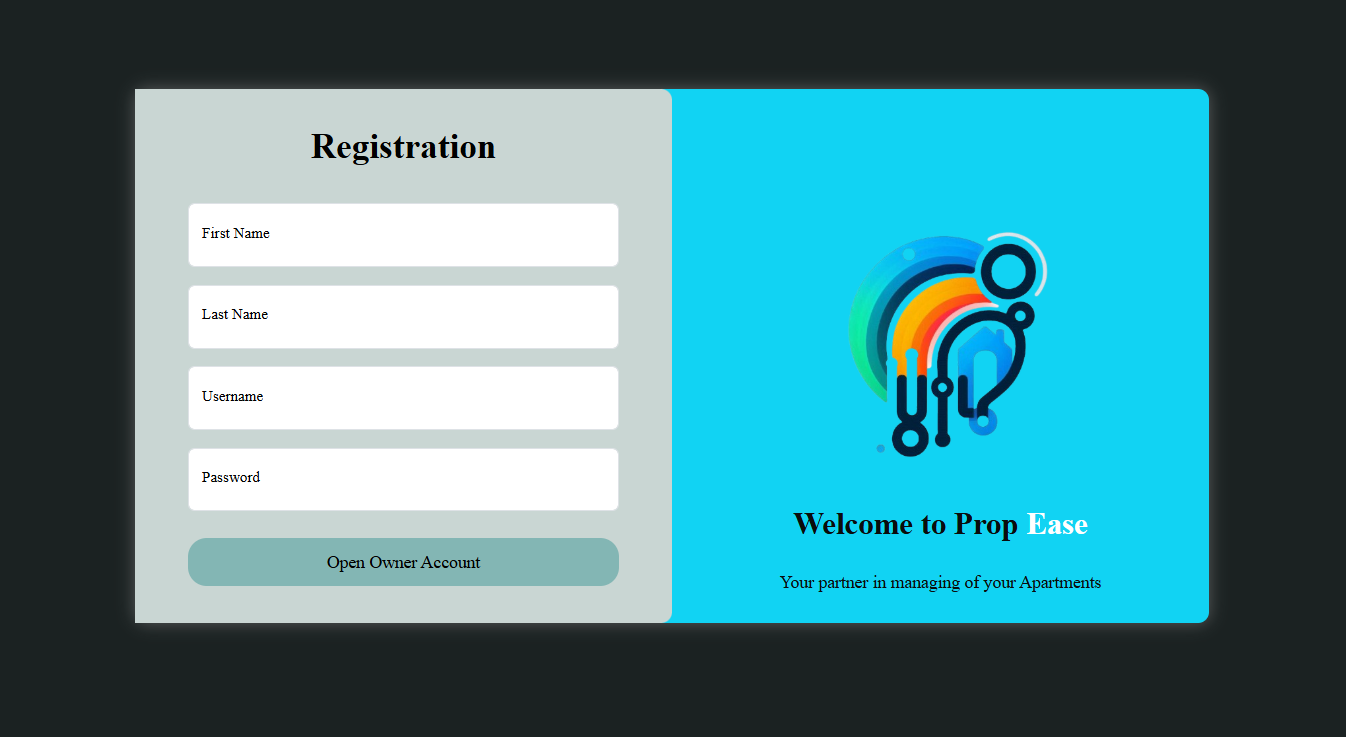 Registration
First Name
Last Name
Username
Password
Open Owner Account
Welcome to Prop Ease
Your partner in managing of your Apartments